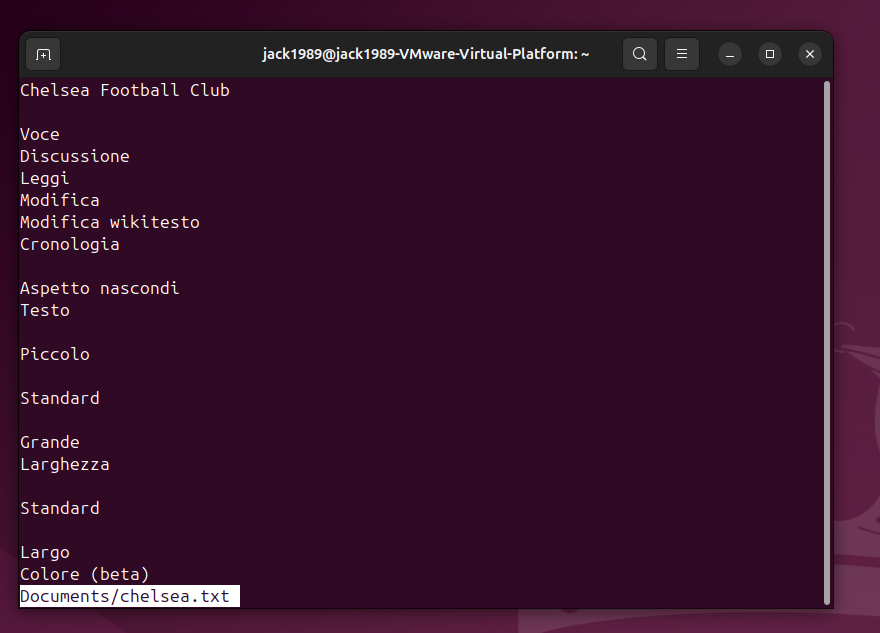 jack1989@jack1989-VMware-Virtual-Platform: ~
Chelsea Football Club
Voce
Discussione
Leggi
Modifica
Modifica wikitesto
Cronologia
Aspetto nascondi
Testo
Piccolo
Standard
Grande
Larghezza
Standard
Largo
Colore (beta)
Documents/chelsea.txt